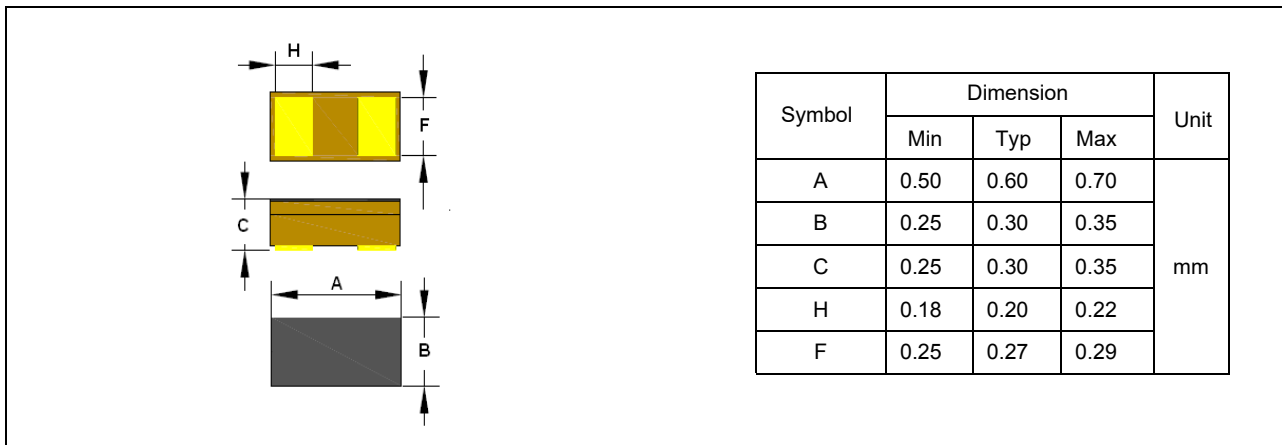 H
F
C
A
B
Symbol Dimension Unit
Min Typ Max
A 0.50 0.60 0.70
B 0.25 0.30 0.35
C 0.25 0.30 0.35 mm
H 0.18 0.20 0.22
F 0.25 0.27 0.29